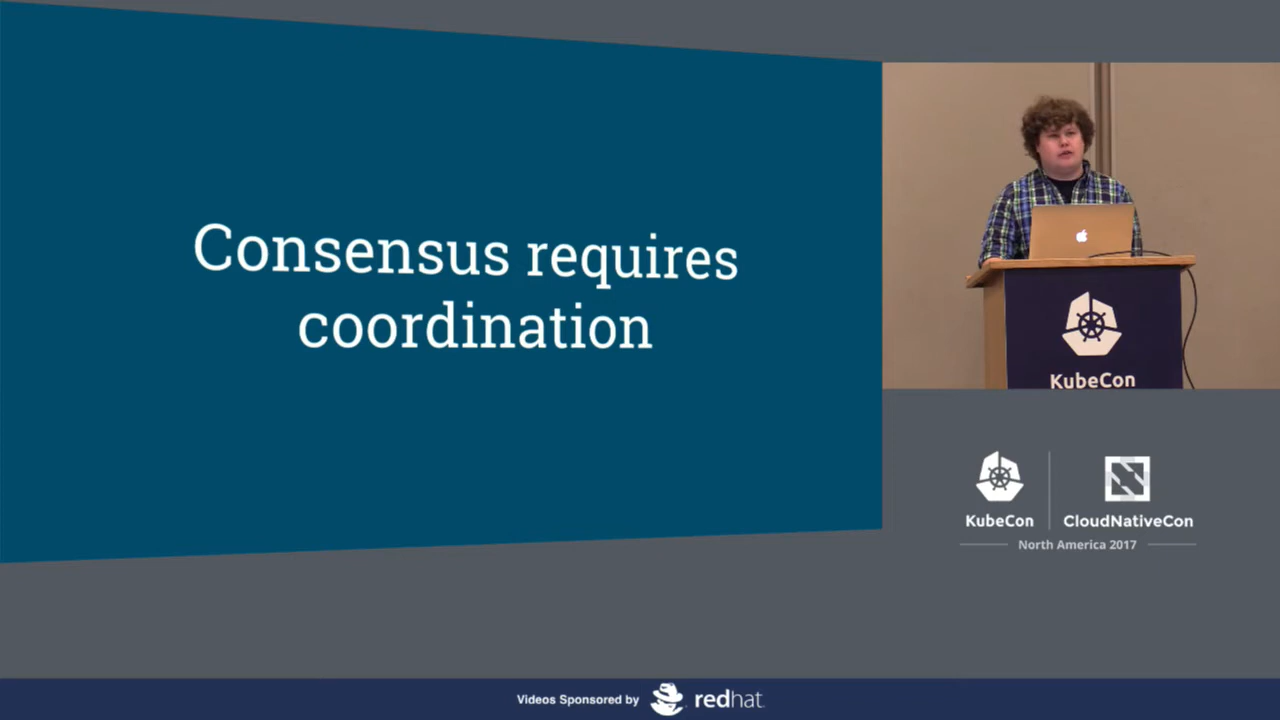 Consensus requires
coordination
KubeCon
KubeCon
CloudNativeCon
North America 2017
Videos Sponsored by
redhat.